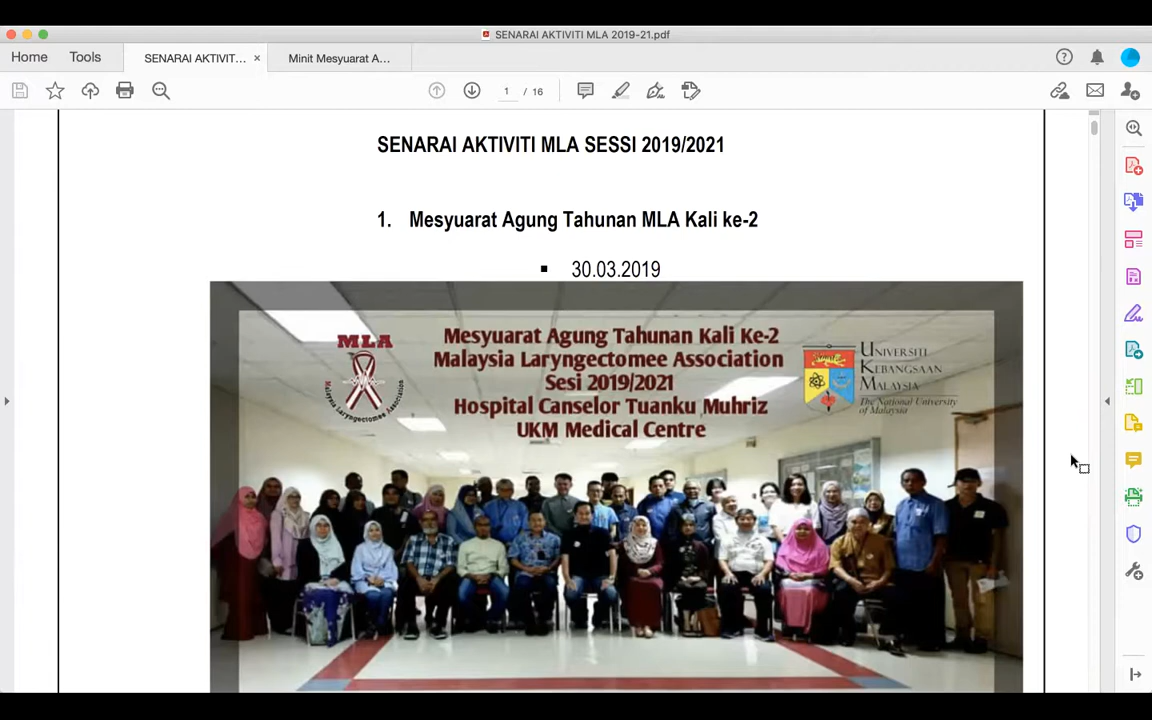 SENARAI AKTIVITI MLA 2019-21.pdf
Home Tools SENARAI AKTIVIT... × Minit Mesyuarat A...
1 / 16
SENARAI AKTIVITI MLA SESSI 2019/2021
1. Mesyuarat Agung Tahunan MLA Kali ke-2
▪ 30.03.2019
Mesyuarat Agung Tahunan Kali Ke-2
Malaysia Laryngectomee Association
Sesi 2019/2021
Hospital Canselor Tuanku Muhriz
UKM Medical Centre
MLA
Malaysia Laryngectomee Association
UNIVERSITI
KEBANGSAAN
MALAYSIA
The National University
of Malaysia